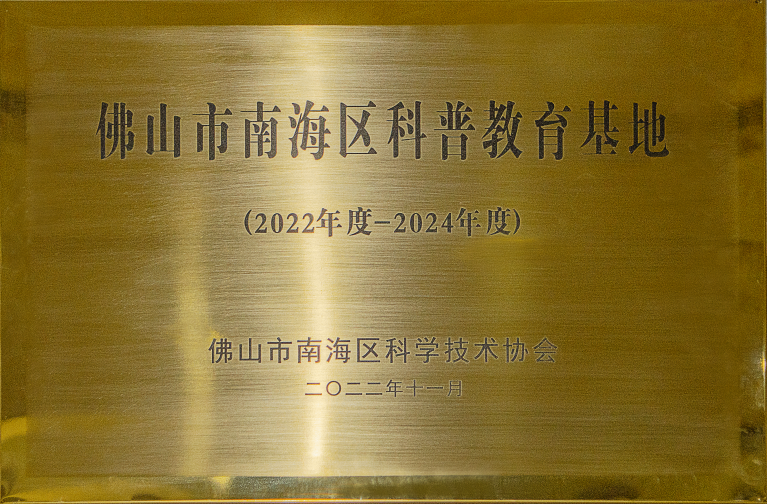 佛山市南海区科普教育基地
(2022年度-2024年度)
佛山市南海区科学技术协会
二〇二二年十一月